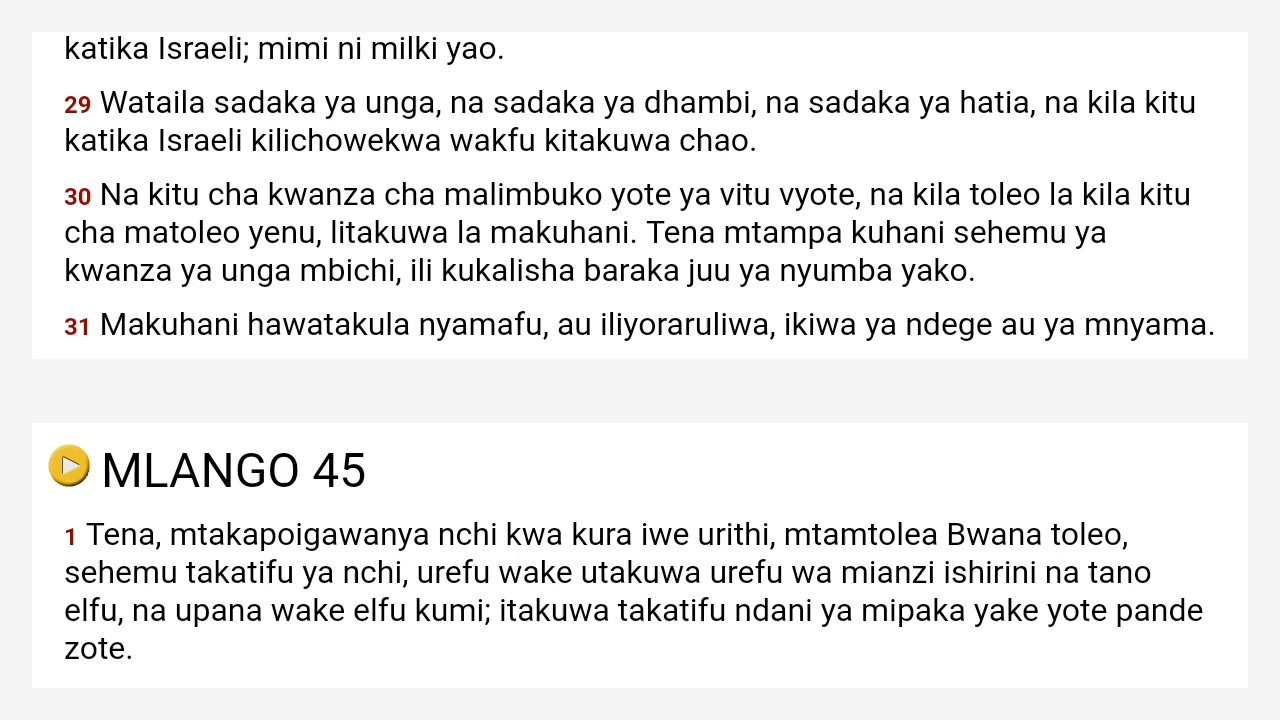 katika Israeli; mimi ni milki yao.
29 Wataila sadaka ya unga, na sadaka ya dhambi, na sadaka ya hatia, na kila kitu
katika Israeli kilichowekwa wakfu kitakuwa chao.
30 Na kitu cha kwanza cha malimbuko yote ya vitu vyote, na kila toleo la kila kitu
cha matoleo yenu, litakuwa la makuhani. Tena mtampa kuhani sehemu ya
kwanza ya unga mbichi, ili kukalisha baraka juu ya nyumba yako.
31 Makuhani hawatakula nyamafu, au iliyoraruliwa, ikiwa ya ndege au ya mnyama.
MLANGO 45
1 Tena, mtakapoigawanya nchi kwa kura iwe urithi, mtamtolea Bwana toleo,
sehemu takatifu ya nchi, urefu wake utakuwa urefu wa mianzi ishirini na tano
elfu, na upana wake elfu kumi; itakuwa takatifu ndani ya mipaka yake yote pande
zote.